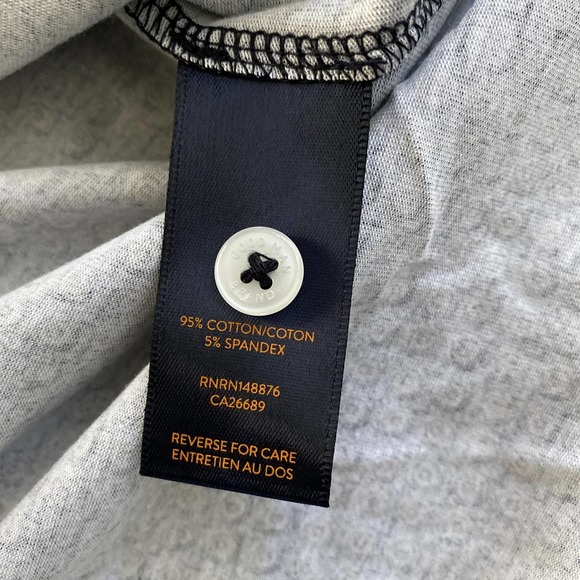 GOOD MAN
BRAND
95% COTTON/COTON
5% SPANDEX
RNRN148876
CA26689
REVERSE FOR CARE
ENTRETIEN AU DOS